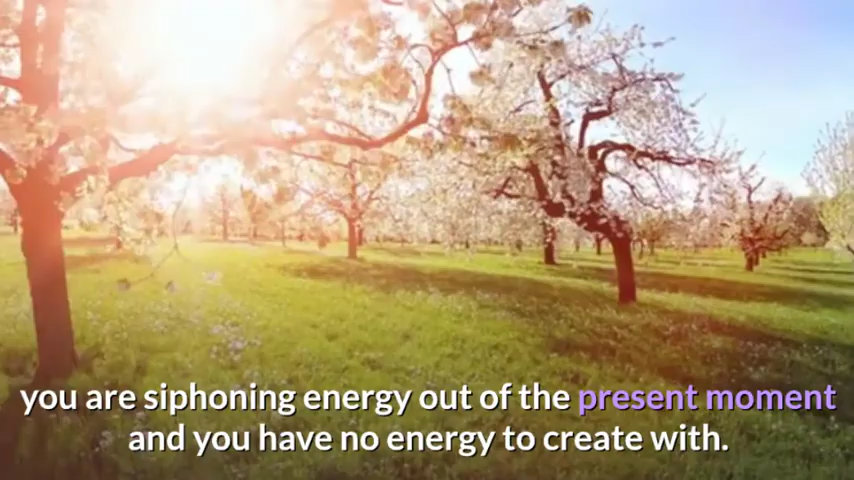 you are siphoning energy out of the present moment
and you have no energy to create with.